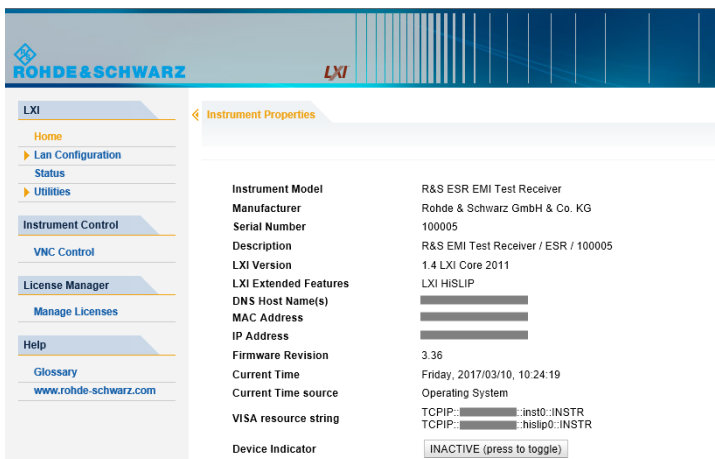 ROHDE&SCHWARZ
LXI
LXI
Home
Lan Configuration
Status
Utilities
Instrument Control
VNC Control
License Manager
Manage Licenses
Help
Glossary
www.rohde-schwarz.com
Instrument Properties
Instrument Model R&S ESR EMI Test Receiver
Manufacturer Rohde & Schwarz GmbH & Co. KG
Serial Number 100005
Description R&S EMI Test Receiver / ESR / 100005
LXI Version 1.4 LXI Core 2011
LXI Extended Features LXI HiSLIP
DNS Host Name(s)
MAC Address
IP Address
Firmware Revision 3.36
Current Time Friday, 2017/03/10, 10:24:19
Current Time source Operating System
VISA resource string TCPIP:: ::inst0::INSTR
TCPIP:: ::hislip0::INSTR
Device Indicator INACTIVE (press to toggle)